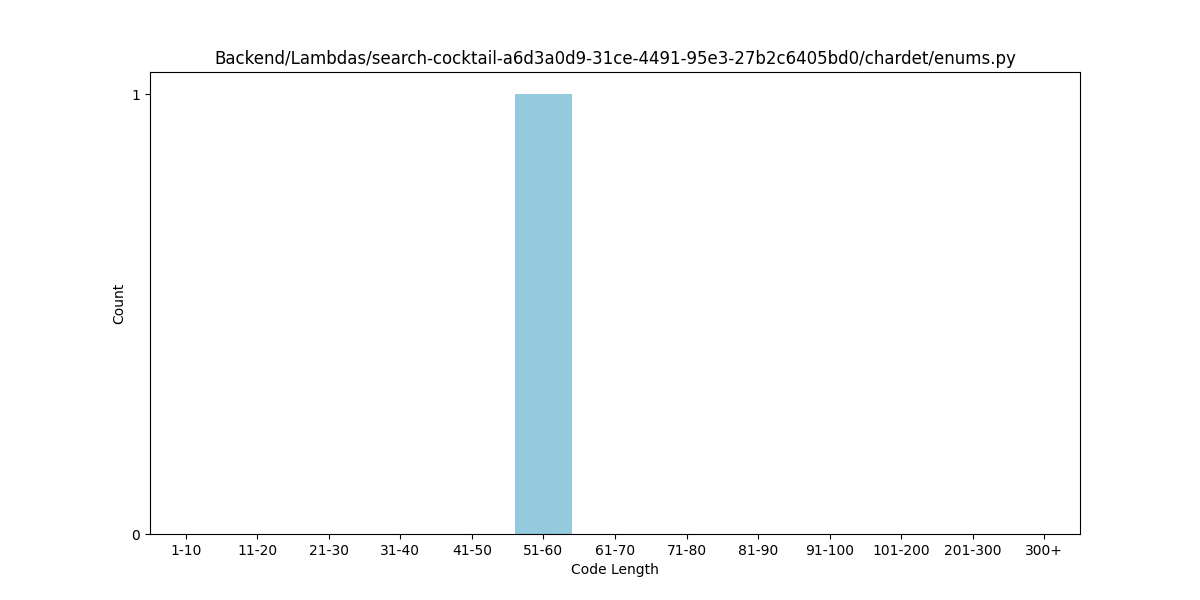 Backend/Lambdas/search-cocktail-a6d3a0d9-31ce-4491-95e3-27b2c6405bd0/chardet/enums.py
1
Count
0
1-10 11-20 21-30 31-40 41-50 51-60 61-70 71-80 81-90 91-100 101-200 201-300 300+
Code Length